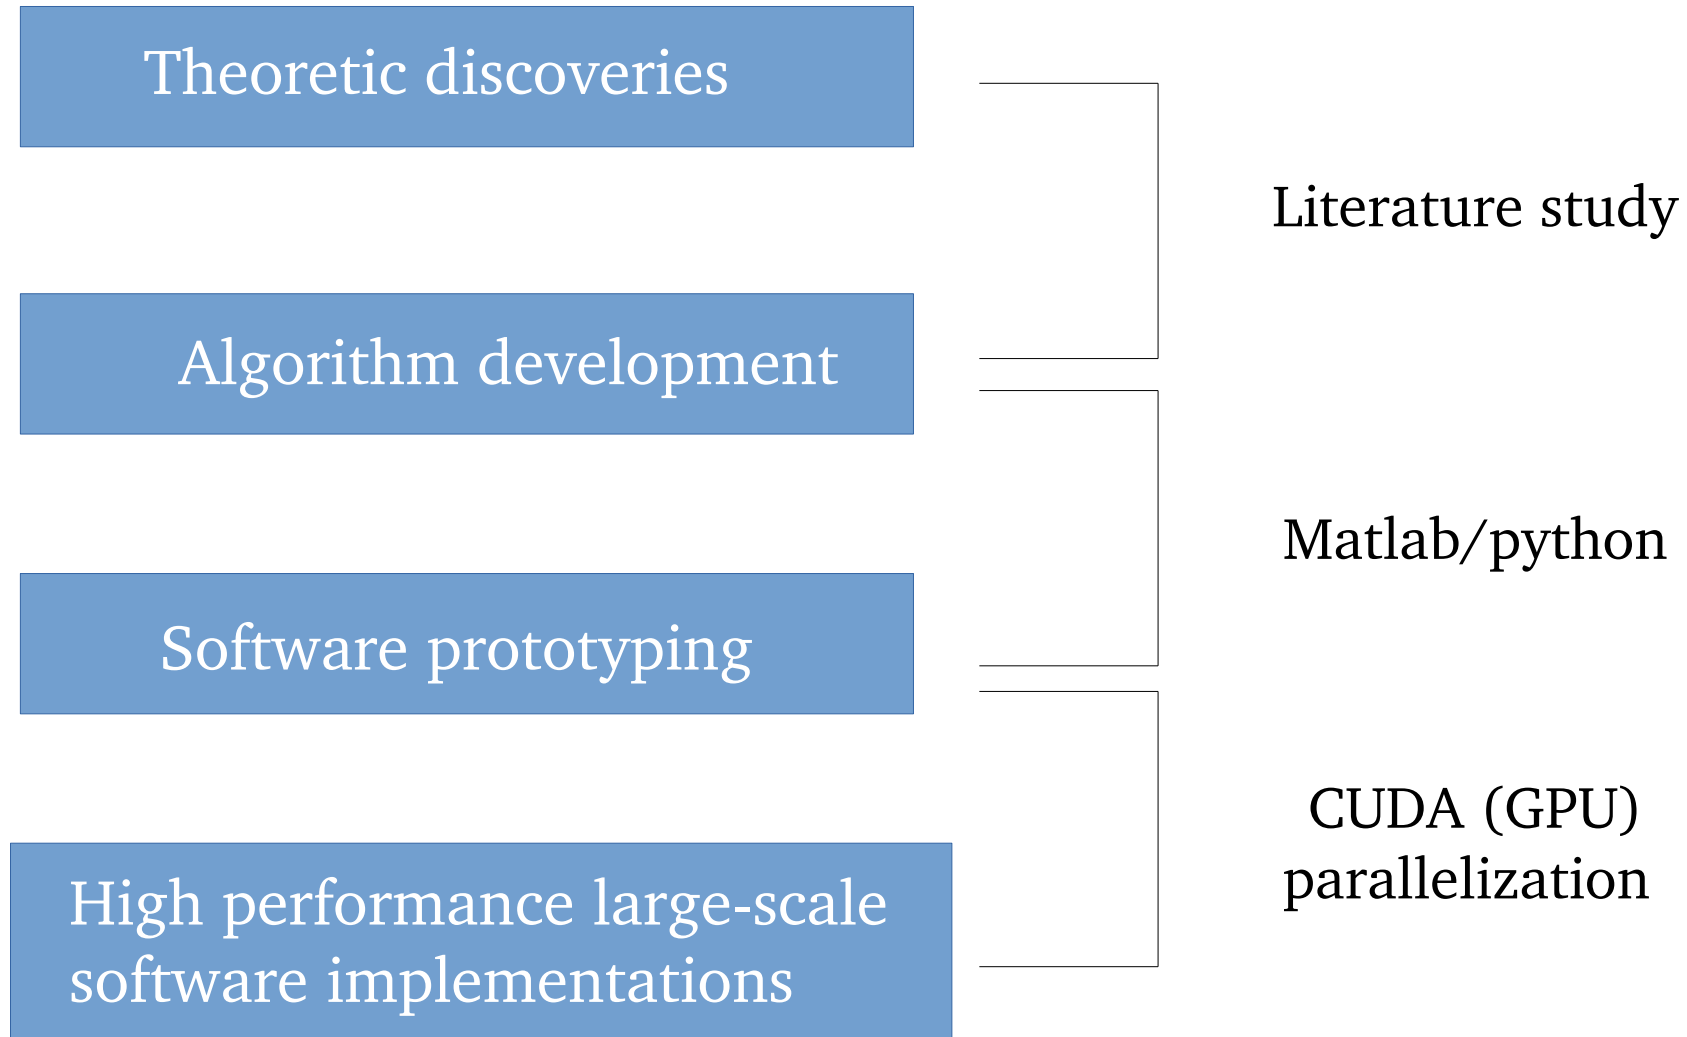 Theoretic discoveries
Literature study
Algorithm development
Matlab/python
Software prototyping
CUDA (GPU)
parallelization
High performance large-scale
software implementations